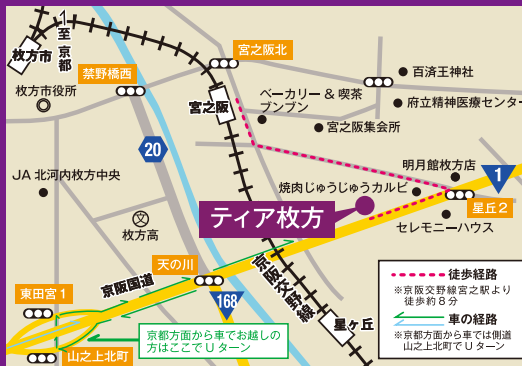 至京都
枚方市
宮之阪北
禁野橋西
百済王神社
枚方市役所
宮之阪
ベーカリー&喫茶
ブンブン
府立精神医療センター
宮之阪集会所
20
JA 北河内枚方中央
明月館枚方店
1
焼肉じゅうじゅうカルビ
星丘2
文
枚方高
ティア枚方
セレモニーハウス
天の川
京阪交野線
京阪国道
東田宮1
168
星ヶ丘
山之上北町
京都方面から車でお越しの
方はここでUターン
徒歩経路
※京阪交野線宮之阪駅より
徒歩約8分
車の経路
※京都方面から車では側道
山之上北町でUターン